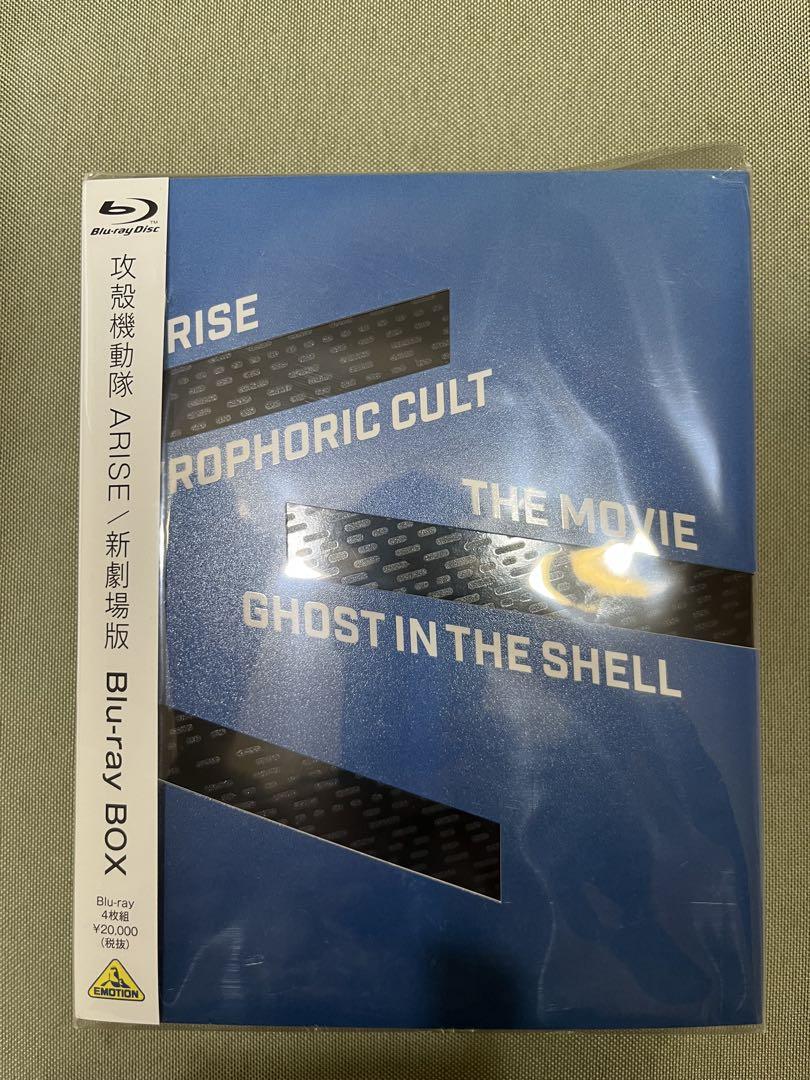 Blu-ray Disc™
攻殻機動隊 ARISE \ 新劇場版 Blu-ray BOX
Blu-ray
4枚組
¥20,000
(税抜)
EMOTION
RISE
ROPHORIC CULT
THE MOVIE
GHOST IN THE SHELL